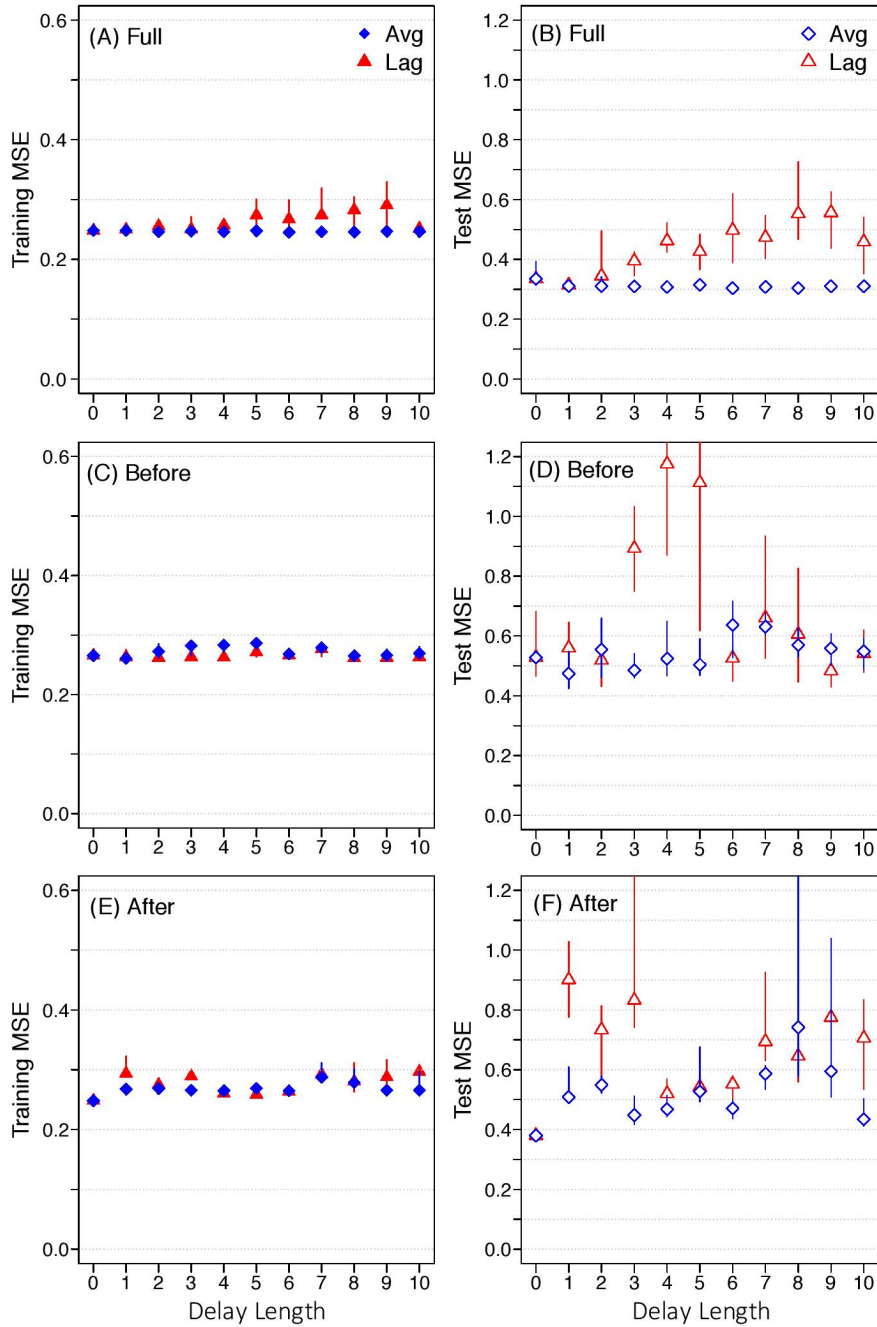 (A) Full
Avg
Lag
Training MSE
0.6
0.4
0.2
0.0
0 1 2 3 4 5 6 7 8 9 10
(B) Full
Avg
Lag
Test MSE
1.2
1.0
0.8
0.6
0.4
0.2
0.0
0 1 2 3 4 5 6 7 8 9 10
(C) Before
Training MSE
0.6
0.4
0.2
0.0
0 1 2 3 4 5 6 7 8 9 10
(D) Before
Test MSE
1.2
1.0
0.8
0.6
0.4
0.2
0.0
0 1 2 3 4 5 6 7 8 9 10
(E) After
Training MSE
0.6
0.4
0.2
0.0
0 1 2 3 4 5 6 7 8 9 10
Delay Length
(F) After
Test MSE
1.2
1.0
0.8
0.6
0.4
0.2
0.0
0 1 2 3 4 5 6 7 8 9 10
Delay Length